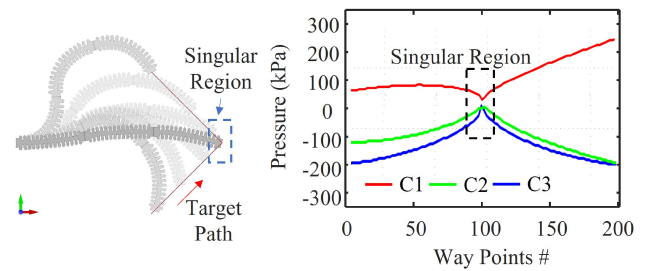 Singular
Region
Target
Path
Pressure (kPa)
300
200
100
0
-100
-200
-300
Singular Region
C1 C2 C3
0 50 100 150 200
Way Points #